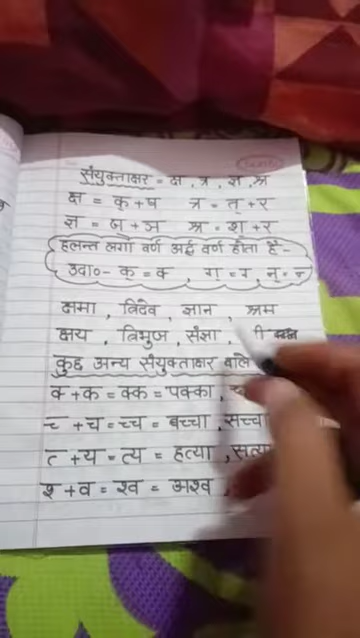 संयुक्ताक्षर = क्ष, त्र, ज्ञ, श्र
क्ष = क् + ष त्र = त् + र
ज्ञ = ज् + ञ श्र = श् + र
हलन्त लगा वर्ण अर्द्ध वर्ण होता है-
उदा०- क् = क्‍, ग् = ग्‍, न् = न्‍
क्षमा, त्रिदेव, ज्ञान, श्रम
क्षय, त्रिभुज, संज्ञा,
कुछ अन्य संयुक्ताक्षर वाले
क्‍ + क = क्क = पक्का,
च्‍ + च = च्च = बच्चा, सच्चा
त्‍ + य = त्य = हत्या, सत्य
श्‍ + व = श्व = अश्व,